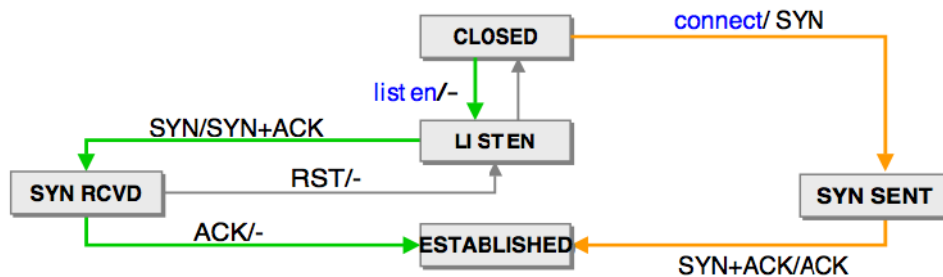 CLOSED
connect/ SYN
listen/-
SYN/SYN+ACK
LISTEN
RST/-
SYN RCVD
SYN SENT
ACK/-
ESTABLISHED
SYN+ACK/ACK